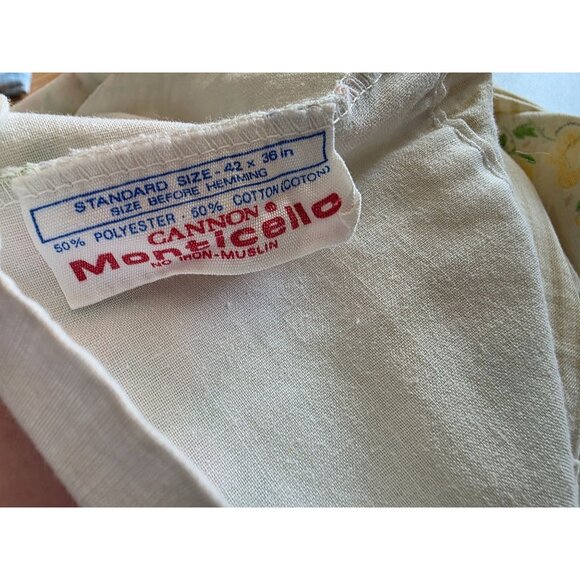 STANDARD SIZE - 42 x 36 in
SIZE BEFORE HEMMING
50% POLYESTER - 50% COTTON (COTON)
CANNON
Monticello
NO IRON-MUSLIN